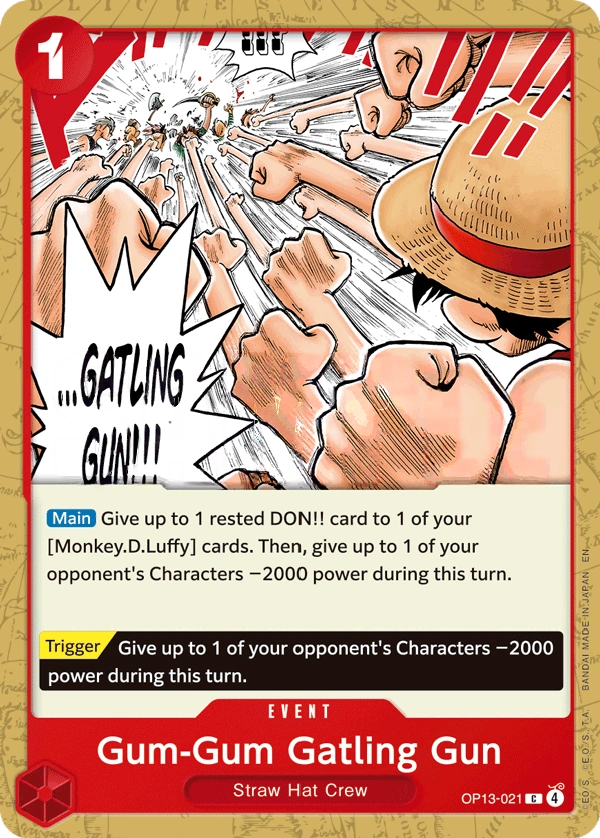 1
!!!
...GATLING
GUN!!!
Main Give up to 1 rested DON!! card to 1 of your
[Monkey.D.Luffy] cards. Then, give up to 1 of your
opponent's Characters −2000 power during this turn.
Trigger Give up to 1 of your opponent's Characters −2000
power during this turn.
EVENT
Gum-Gum Gatling Gun
Straw Hat Crew
OP13-021 C 4
©E.O./S. ©E.O./S.,T.A. BANDAI MADE IN JAPAN EN